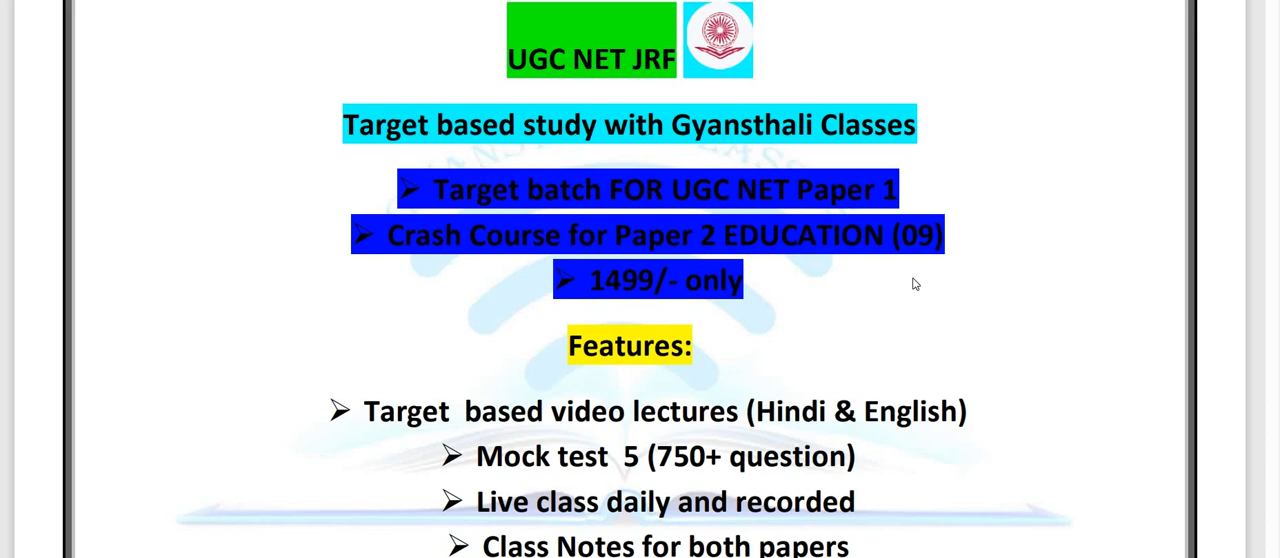 UGC NET JRF
Target based study with Gyansthali Classes
➢ Target batch FOR UGC NET Paper 1
➢ Crash Course for Paper 2 EDUCATION (09)
➢ 1499/- only
Features:
➢ Target based video lectures (Hindi & English)
➢ Mock test 5 (750+ question)
➢ Live class daily and recorded
➢ Class Notes for both papers